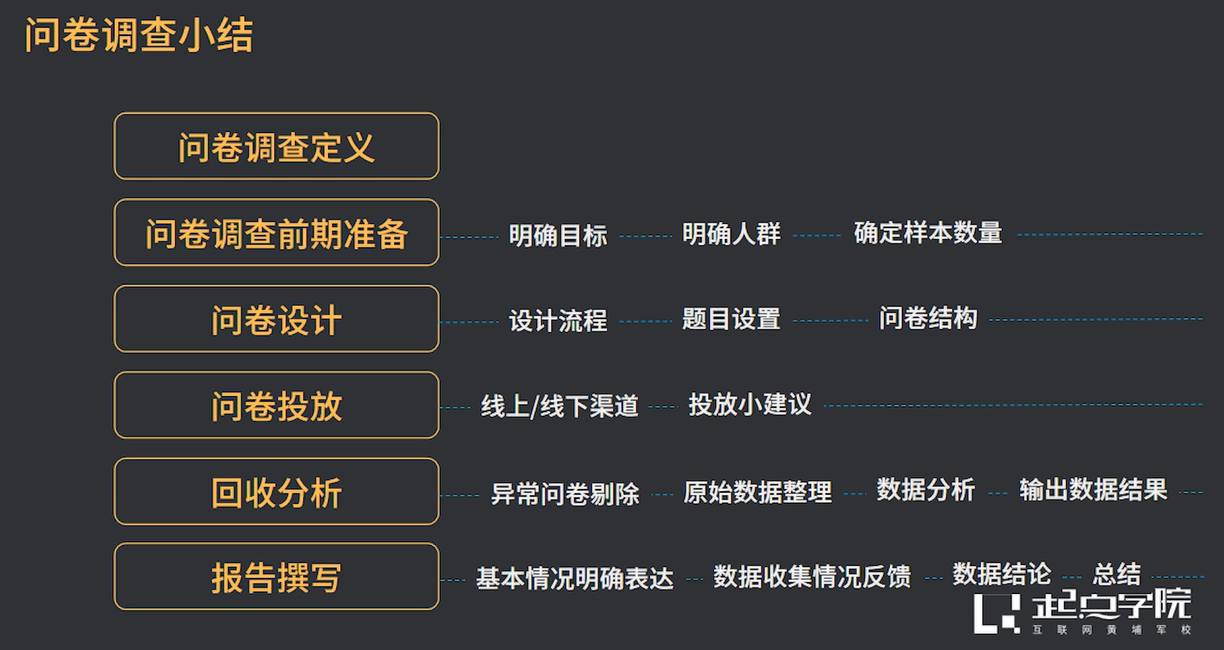 问卷调查小结
问卷调查定义
问卷调查前期准备 明确目标 明确人群 确定样本数量
问卷设计 设计流程 题目设置 问卷结构
问卷投放 线上/线下渠道 投放小建议
回收分析 异常问卷剔除 原始数据整理 数据分析 输出数据结果
报告撰写 基本情况明确表达 数据收集情况反馈 数据结论 总结
起点学院
互联网黄埔军校